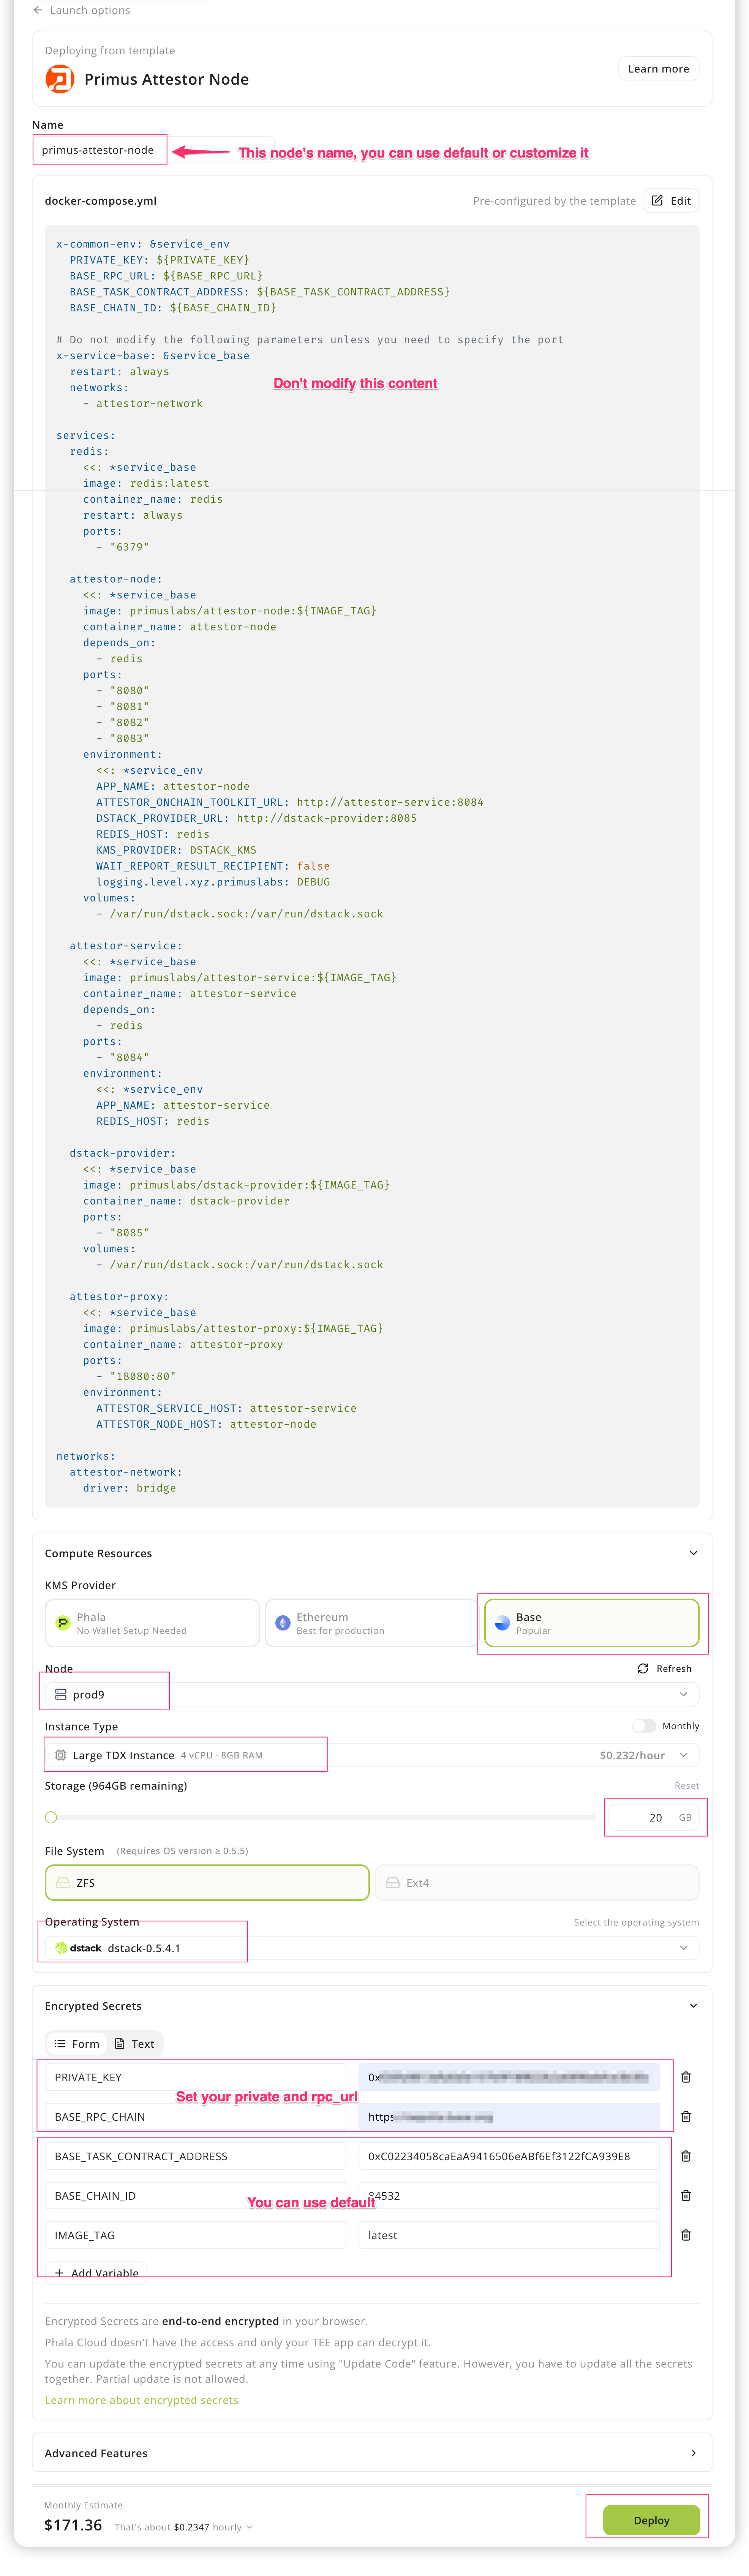 ← Launch options
Deploying from template
Primus Attestor Node
Learn more
Name
primus-attestor-node
This node's name, you can use default or customize it
docker-compose.yml
Pre-configured by the template
Edit
x-common-env: &service_env
  PRIVATE_KEY: ${PRIVATE_KEY}
  BASE_RPC_URL: ${BASE_RPC_URL}
  BASE_TASK_CONTRACT_ADDRESS: ${BASE_TASK_CONTRACT_ADDRESS}
  BASE_CHAIN_ID: ${BASE_CHAIN_ID}
# Do not modify the following parameters unless you need to specify the port
x-service-base: &service_base
  restart: always
  networks:
    - attestor-network
Don't modify this content
services:
  redis:
    <<: *service_base
    image: redis:latest
    container_name: redis
    restart: always
    ports:
      - "6379"
  attestor-node:
    <<: *service_base
    image: primuslabs/attestor-node:${IMAGE_TAG}
    container_name: attestor-node
    depends_on:
      - redis
    ports:
      - "8080"
      - "8081"
      - "8082"
      - "8083"
    environment:
      <<: *service_env
      APP_NAME: attestor-node
      ATTESTOR_ONCHAIN_TOOLKIT_URL: http://attestor-service:8084
      DSTACK_PROVIDER_URL: http://dstack-provider:8085
      REDIS_HOST: redis
      KMS_PROVIDER: DSTACK_KMS
      WAIT_REPORT_RESULT_RECIPIENT: false
      logging.level.xyz.primuslabs: DEBUG
    volumes:
      - /var/run/dstack.sock:/var/run/dstack.sock
  attestor-service:
    <<: *service_base
    image: primuslabs/attestor-service:${IMAGE_TAG}
    container_name: attestor-service
    depends_on:
      - redis
    ports:
      - "8084"
    environment:
      <<: *service_env
      APP_NAME: attestor-service
      REDIS_HOST: redis
  dstack-provider:
    <<: *service_base
    image: primuslabs/dstack-provider:${IMAGE_TAG}
    container_name: dstack-provider
    ports:
      - "8085"
    volumes:
      - /var/run/dstack.sock:/var/run/dstack.sock
  attestor-proxy:
    <<: *service_base
    image: primuslabs/attestor-proxy:${IMAGE_TAG}
    container_name: attestor-proxy
    ports:
      - "18080:80"
    environment:
      ATTESTOR_SERVICE_HOST: attestor-service
      ATTESTOR_NODE_HOST: attestor-node
networks:
  attestor-network:
    driver: bridge
Compute Resources
KMS Provider
Phala
No Wallet Setup Needed
Ethereum
Best for production
Base
Popular
Node
Refresh
prod9
Instance Type
Monthly
Large TDX Instance 4 vCPU · 8GB RAM
$0.232/hour
Storage (964GB remaining)
Reset
20 GB
File System (Requires OS version ≥ 0.5.5)
ZFS
Ext4
Operating System
Select the operating system
dstack dstack-0.5.4.1
Encrypted Secrets
Form
Text
PRIVATE_KEY
0x
Set your private and rpc_url
BASE_RPC_CHAIN
https
BASE_TASK_CONTRACT_ADDRESS
0xC02234058caEaA9416506eABf6Ef3122fCA939E8
BASE_CHAIN_ID
84532
You can use default
IMAGE_TAG
latest
+ Add Variable
Encrypted Secrets are end-to-end encrypted in your browser.
Phala Cloud doesn't have the access and only your TEE app can decrypt it.
You can update the encrypted secrets at any time using "Update Code" feature. However, you have to update all the secrets
together. Partial update is not allowed.
Learn more about encrypted secrets
Advanced Features
Monthly Estimate
$171.36
That's about $0.2347 hourly
Deploy